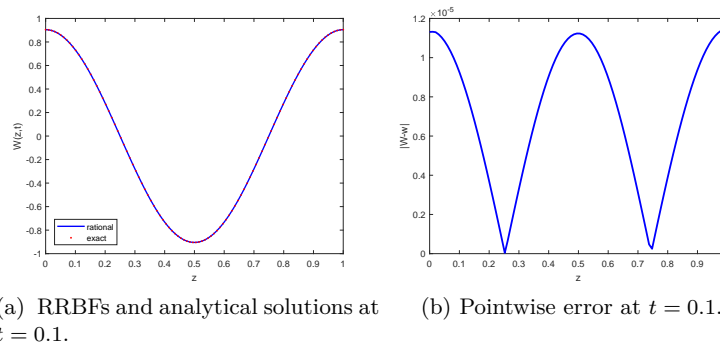 1
0.8
0.6
0.4
0.2
0
-0.2
-0.4
-0.6
-0.8
-1
W(z,t)
rational
exact
0 0.1 0.2 0.3 0.4 0.5 0.6 0.7 0.8 0.9 1
z
×10⁻⁵
1.2
1
0.8
0.6
0.4
0.2
0
|W-w|
0 0.1 0.2 0.3 0.4 0.5 0.6 0.7 0.8 0.9
z
a) RRBFs and analytical solutions at
t = 0.1.
(b) Pointwise error at t = 0.1.